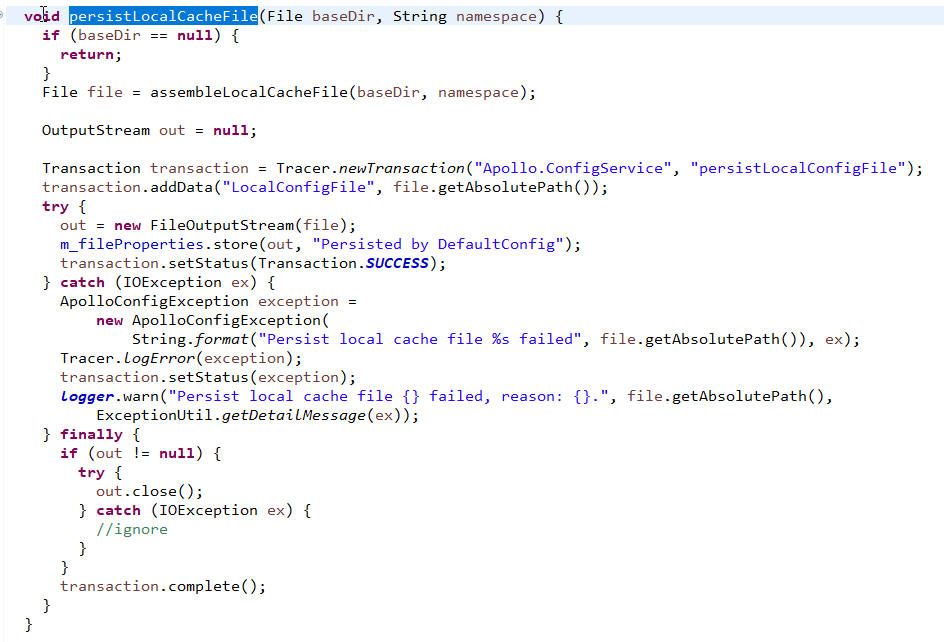 void persistLocalCacheFile(File baseDir, String namespace) {
if (baseDir == null) {
return;
}
File file = assembleLocalCacheFile(baseDir, namespace);
OutputStream out = null;
Transaction transaction = Tracer.newTransaction("Apollo.ConfigService", "persistLocalConfigFile");
transaction.addData("LocalConfigFile", file.getAbsolutePath());
try {
out = new FileOutputStream(file);
m_fileProperties.store(out, "Persisted by DefaultConfig");
transaction.setStatus(Transaction.SUCCESS);
} catch (IOException ex) {
ApolloConfigException exception =
new ApolloConfigException(
String.format("Persist local cache file %s failed", file.getAbsolutePath()), ex);
Tracer.logError(exception);
transaction.setStatus(exception);
logger.warn("Persist local cache file {} failed, reason: {}.", file.getAbsolutePath(),
ExceptionUtil.getDetailMessage(ex));
} finally {
if (out != null) {
try {
out.close();
} catch (IOException ex) {
//ignore
}
}
transaction.complete();
}
}